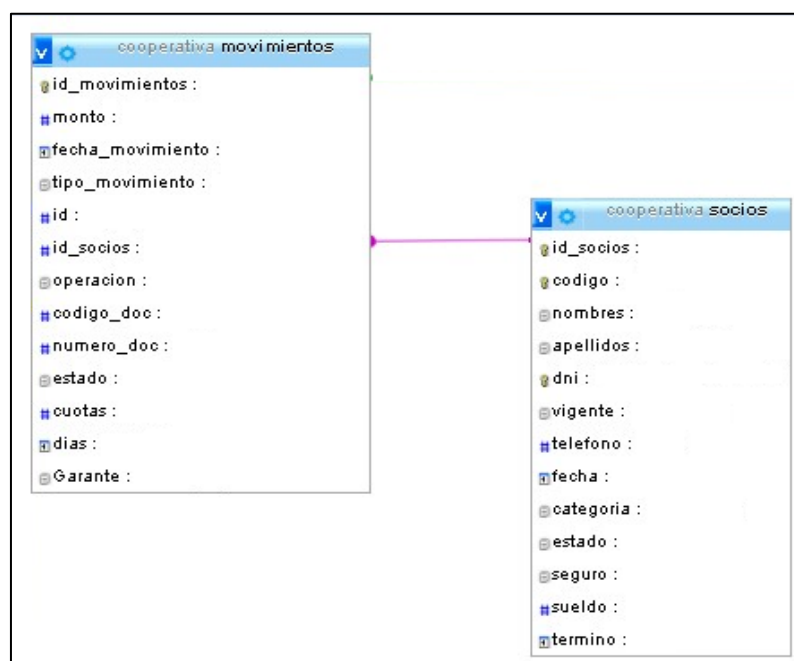 cooperativa movimientos
id_movimientos :
monto :
fecha_movimiento :
tipo_movimiento :
id :
id_socios :
operacion :
codigo_doc :
numero_doc :
estado :
cuotas :
dias :
Garante :
cooperativa socios
id_socios :
codigo :
nombres :
apellidos :
dni :
vigente :
telefono :
fecha :
categoria :
estado :
seguro :
sueldo :
termino :